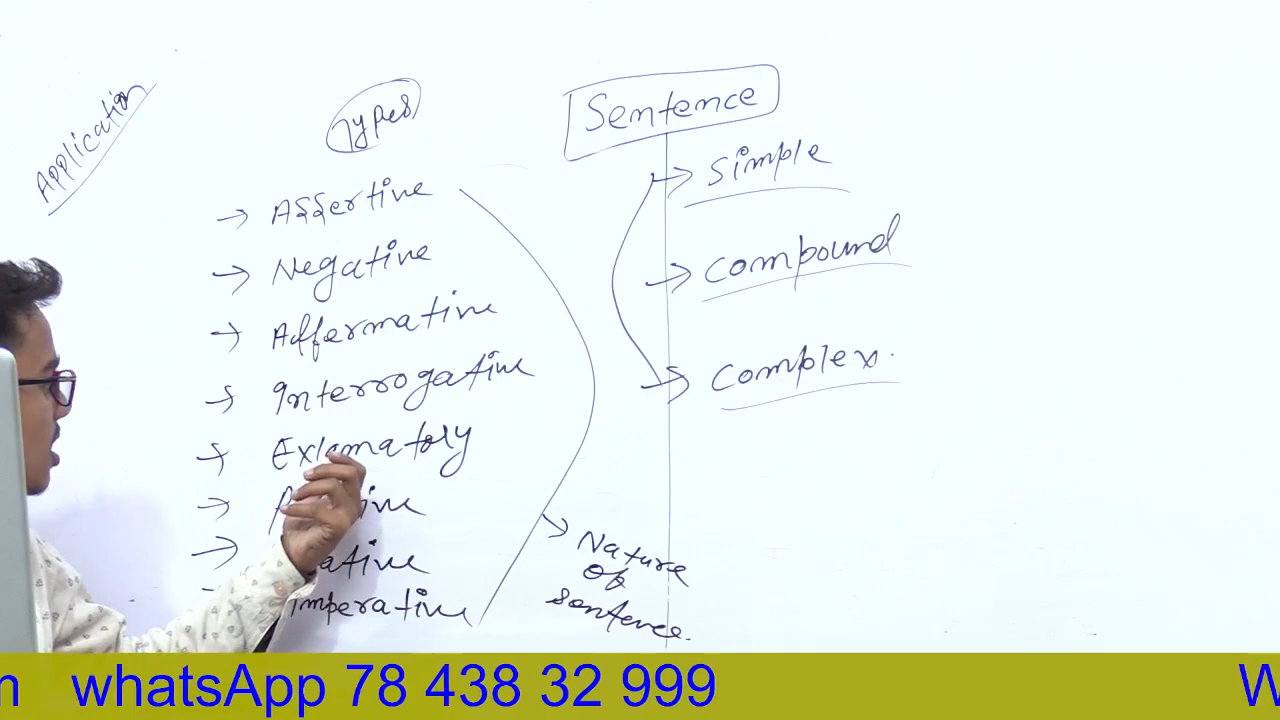 Application
Types
→ Assertive
→ Negative
→ Affermative
→ Interrogative
→ Exlamatory
→
→
Imperative
→ Nature
of
sentence.
Sentence
→ Simple
→ Compound
→ Complex.
whatsApp 78 438 32 999